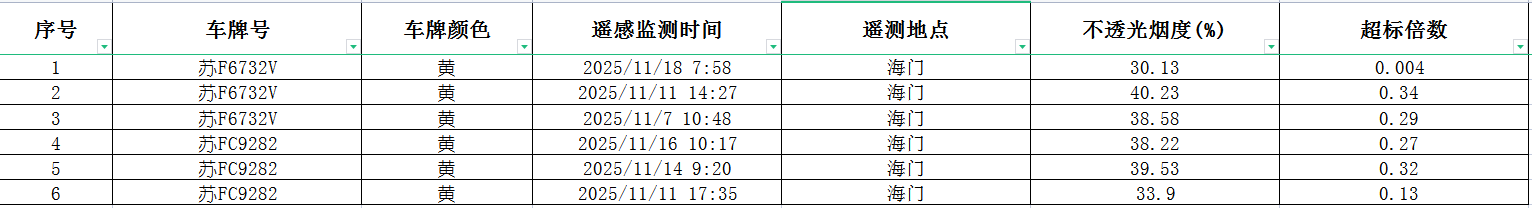 序号 车牌号 车牌颜色 遥感监测时间 遥测地点 不透光烟度(%) 超标倍数
1 苏F6732V 黄 2025/11/18 7:58 海门 30.13 0.004
2 苏F6732V 黄 2025/11/11 14:27 海门 40.23 0.34
3 苏F6732V 黄 2025/11/7 10:48 海门 38.58 0.29
4 苏FC9282 黄 2025/11/16 10:17 海门 38.22 0.27
5 苏FC9282 黄 2025/11/14 9:20 海门 39.53 0.32
6 苏FC9282 黄 2025/11/11 17:35 海门 33.9 0.13